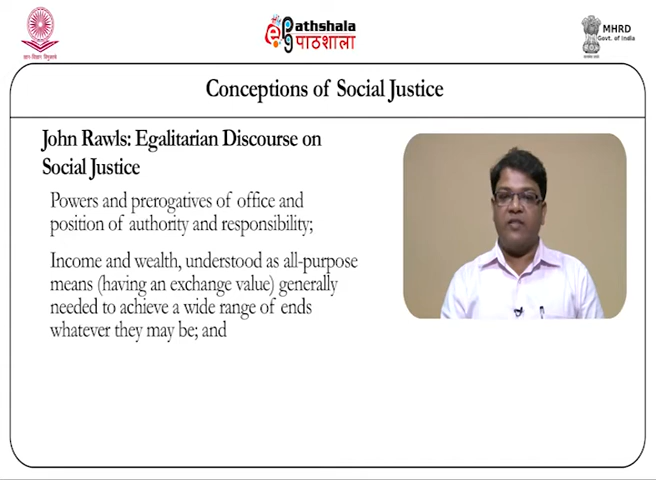 ज्ञान-विज्ञान विमुक्तये
Pathshala
पाठशाला
MHRD
Govt. of India
Conceptions of Social Justice
John Rawls: Egalitarian Discourse on
Social Justice
Powers and prerogatives of office and
position of authority and responsibility;
Income and wealth, understood as all-purpose
means (having an exchange value) generally
needed to achieve a wide range of ends
whatever they may be; and